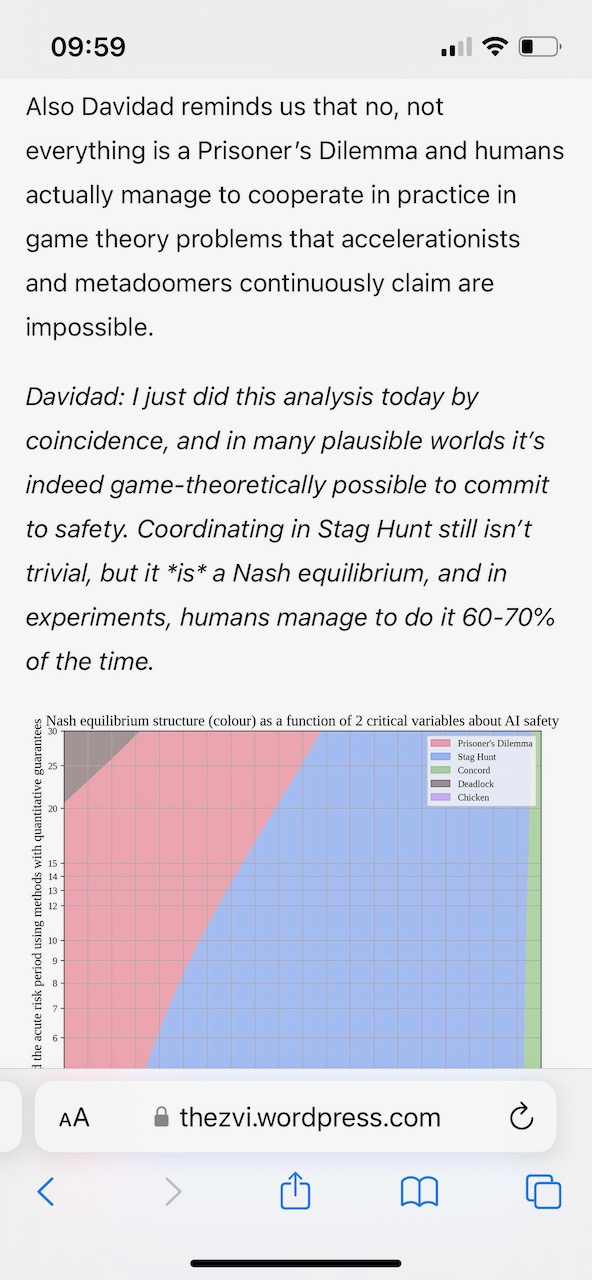 09:59
Also Davidad reminds us that no, not
everything is a Prisoner's Dilemma and humans
actually manage to cooperate in practice in
game theory problems that accelerationists
and metadoomers continuously claim are
impossible.
Davidad: I just did this analysis today by
coincidence, and in many plausible worlds it's
indeed game-theoretically possible to commit
to safety. Coordinating in Stag Hunt still isn't
trivial, but it *is* a Nash equilibrium, and in
experiments, humans manage to do it 60-70%
of the time.
Nash equilibrium structure (colour) as a function of 2 critical variables about AI safety
the acute risk period using methods with quantitative guarantees
30
25
20
15
14
13
12
10
9
8
7
6
Prisoner's Dilemma
Stag Hunt
Concord
Deadlock
Chicken
AA
thezvi.wordpress.com